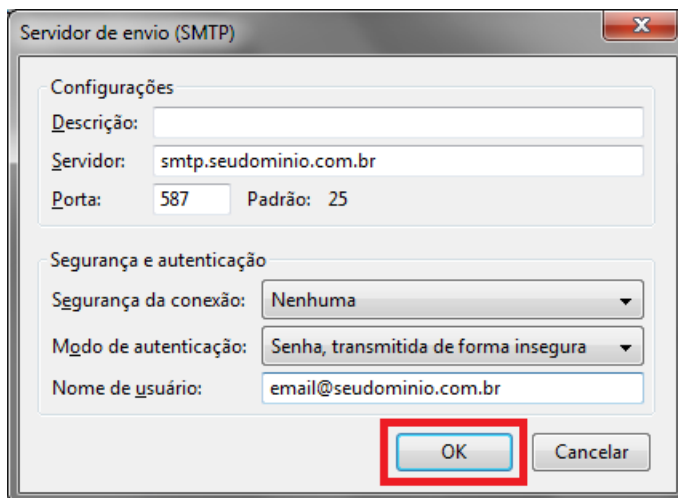 Servidor de envio (SMTP)
Configurações
Descrição:
Servidor: smtp.seudominio.com.br
Porta: 587 Padrão: 25
Segurança e autenticação
Segurança da conexão: Nenhuma
Modo de autenticação: Senha, transmitida de forma insegura
Nome de usuário: email@seudominio.com.br
OK Cancelar